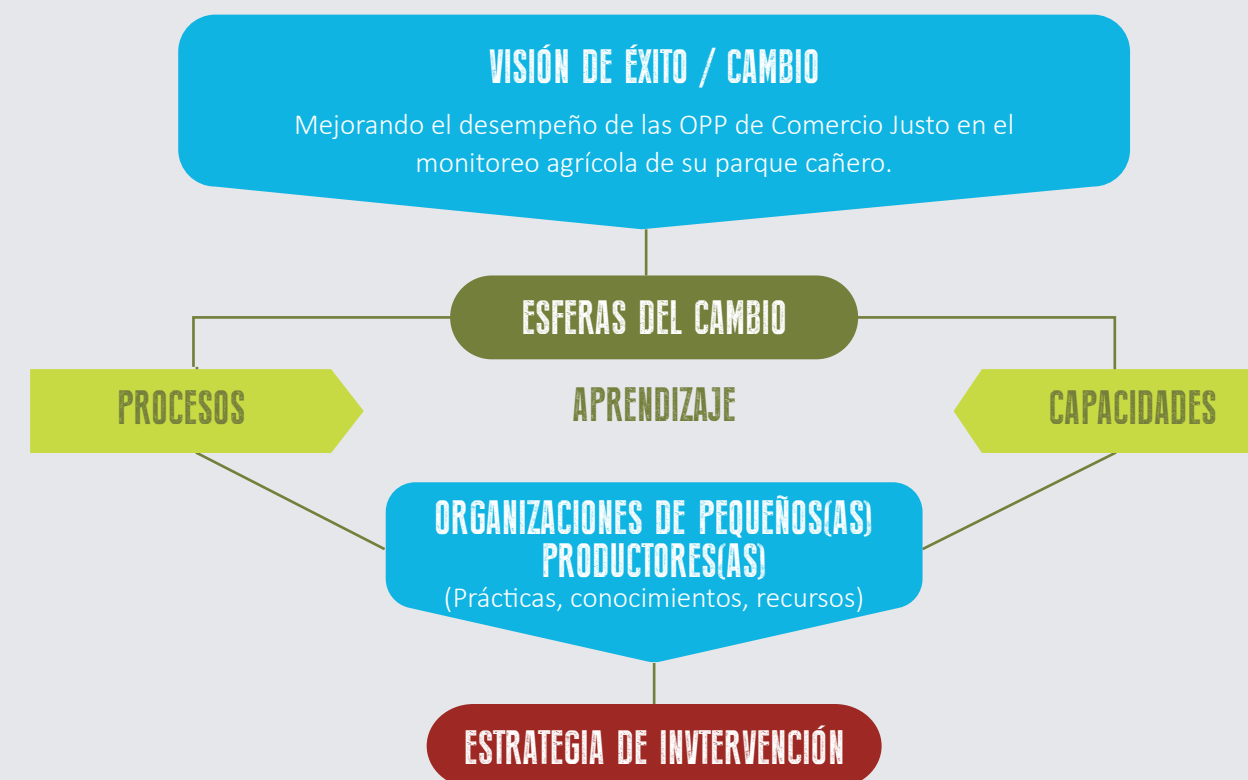 VISIÓN DE ÉXITO / CAMBIO
Mejorando el desempeño de las OPP de Comercio Justo en el
monitoreo agrícola de su parque cañero.
ESFERAS DEL CAMBIO
PROCESOS
APRENDIZAJE
CAPACIDADES
ORGANIZACIONES DE PEQUEÑOS(AS)
PRODUCTORES(AS)
(Prácticas, conocimientos, recursos)
ESTRATEGIA DE INVTERVENCIÓN